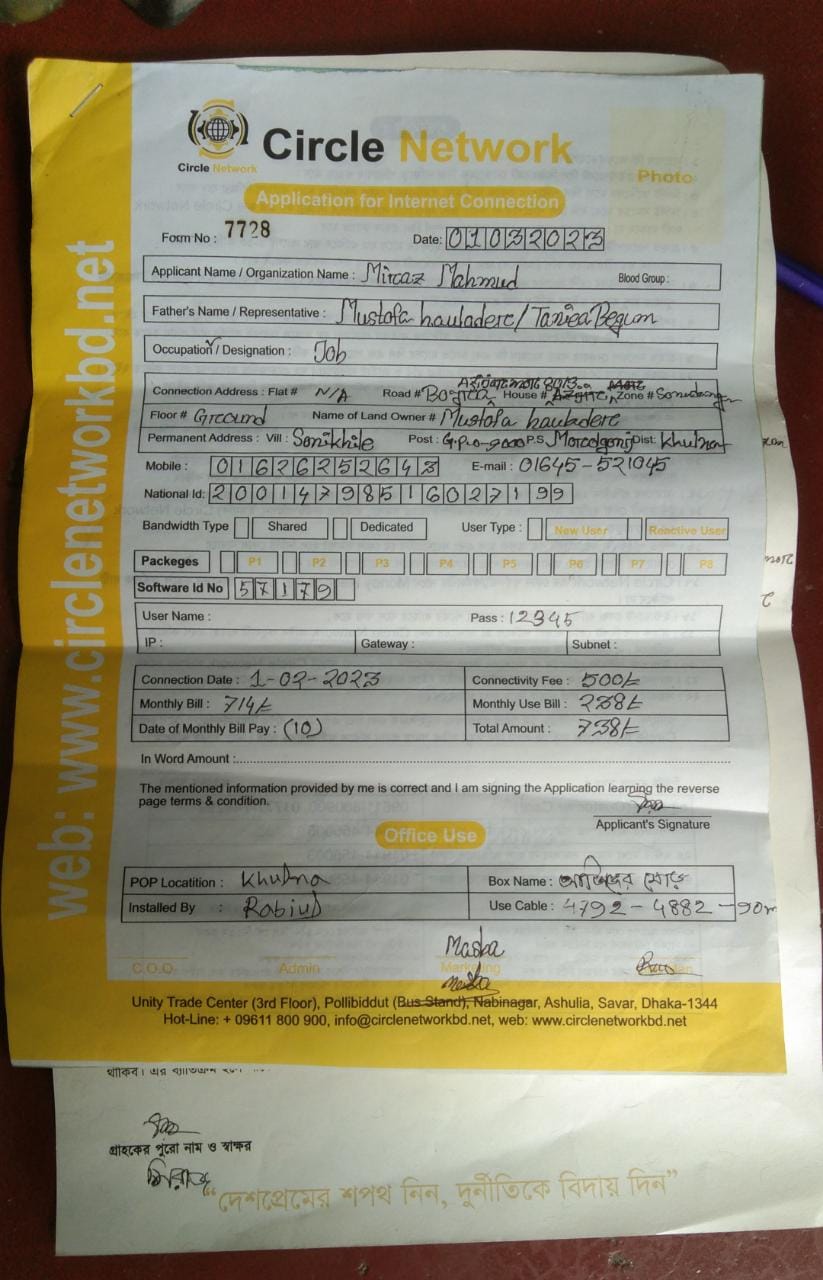 Circle Network
Circle Network
Photo
Application for Internet Connection
Form No : 7728
Date: 01032023
Applicant Name / Organization Name : Miraz Mahmud Blood Group :
Father's Name / Representative : Mustofa hauladere/Taniea Begum
Occupation / Designation : Job
Connection Address : Flat # N/A Road # House # Zone #
Floor # Ground Name of Land Owner # Mustofa hauladere
Permanent Address : Vill : Sonikhile Post : G.P.O-9000 P.S. Morcelgonj Dist: Khulna
Mobile : 01626252643 E-mail : 01645-521045
National Id: 20014798516027199
Bandwidth Type Shared Dedicated User Type : New User Reactive User
Packeges P1 P2 P3 P4 P5 P6 P7 P8
Software Id No 57179
User Name : Pass : 12345
IP : Gateway : Subnet :
Connection Date : 1-02-2023 Connectivity Fee : 500/=
Monthly Bill : 714/= Monthly Use Bill : 238/=
Date of Monthly Bill Pay : (10) Total Amount : 738/=
In Word Amount :
The mentioned information provided by me is correct and I am signing the Application learning the reverse
page terms & condition.
Applicant's Signature
Office Use
POP Locatition : Khulna Box Name : মোড়
Installed By : Robiul Use Cable : 4792 - 4882 - 90m
Masba
C.O.O Admin Marketing
Unity Trade Center (3rd Floor), Pollibiddut (Bus Stand), Nabinagar, Ashulia, Savar, Dhaka-1344
Hot-Line: + 09611 800 900, info@circlenetworkbd.net, web: www.circlenetworkbd.net
web: www.circlenetworkbd.net
গ্রাহকের পুরো নাম ও স্বাক্ষর
মিরাজ
“দেশপ্রেমের শপথ নিন, দুর্নীতিকে বিদায় দিন”